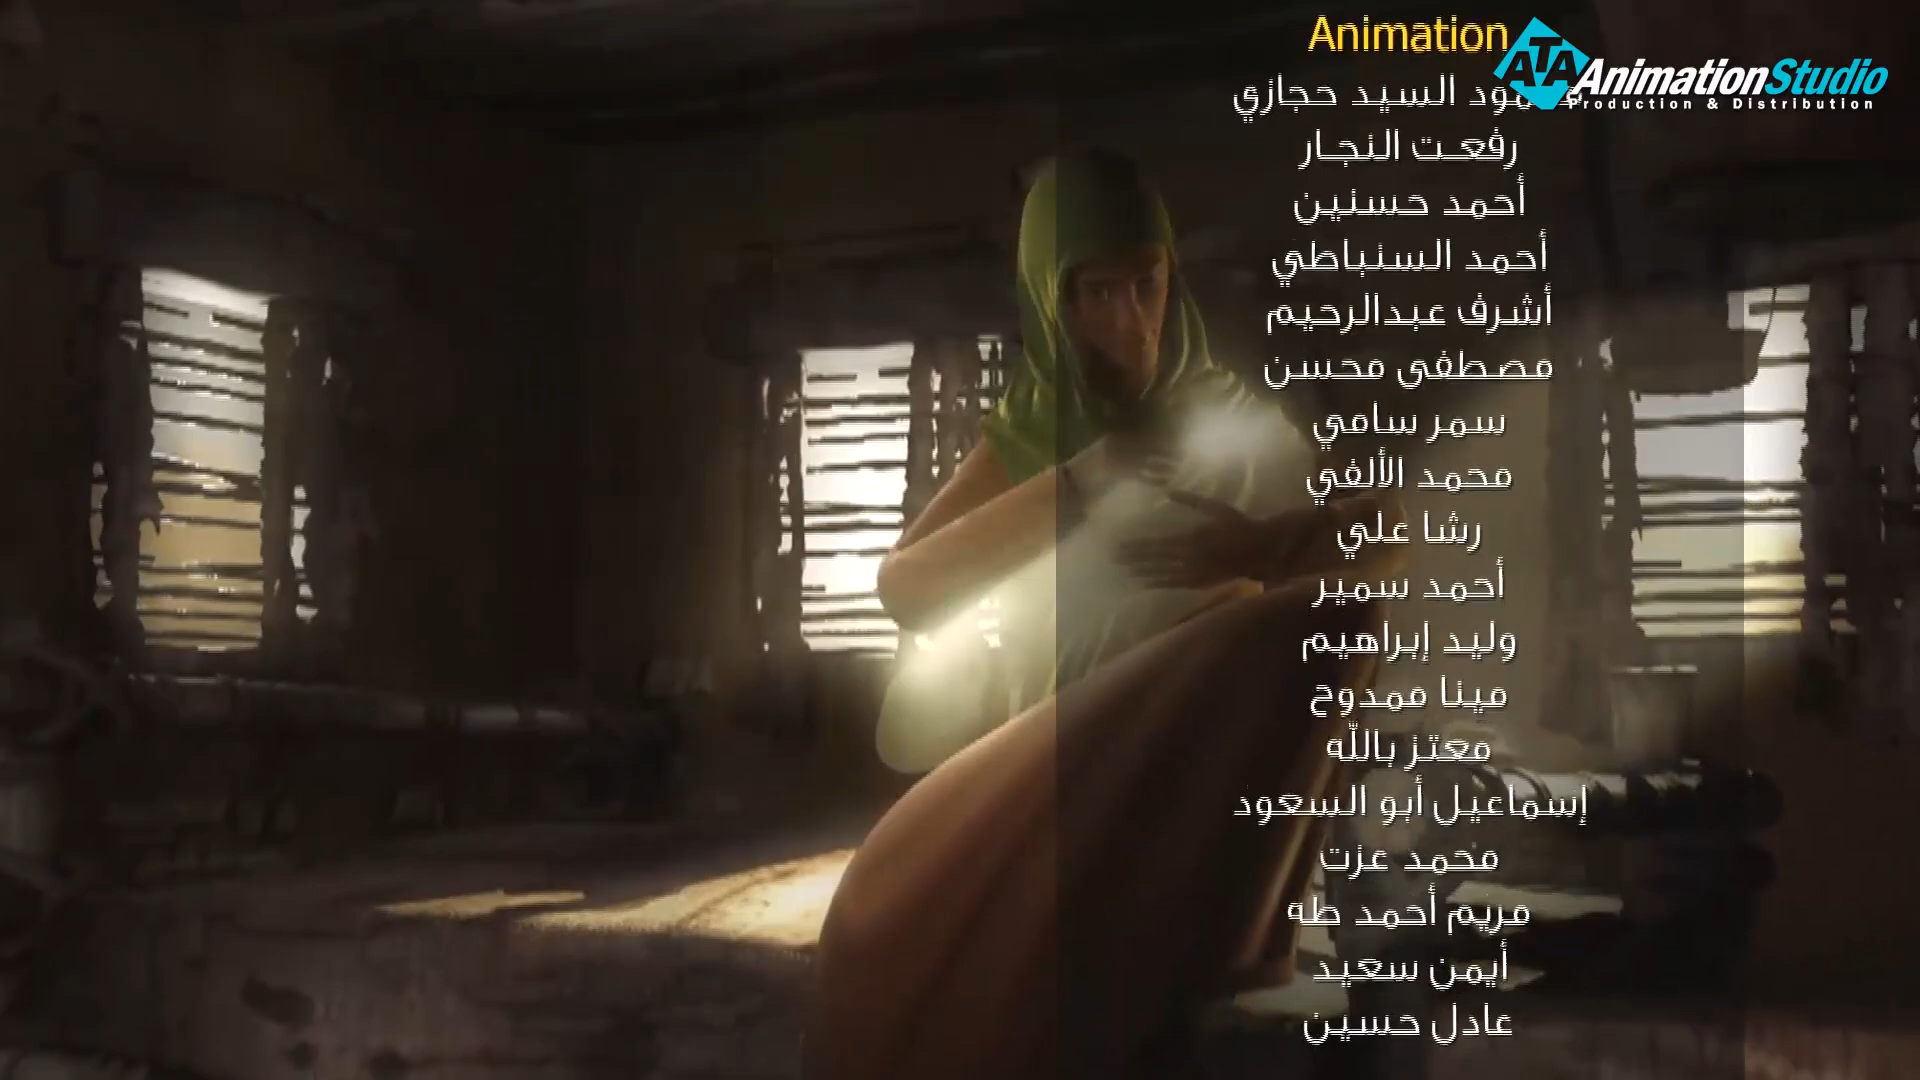 Animation
ATA AnimationStudio
Production & Distribution
السيد حجازي
رفعت النجار
أحمد حسنين
أحمد السنباطي
أشرف عبدالرحيم
مصطفى محسن
سمر سامي
محمد الألفي
رشا علي
أحمد سمير
وليد إبراهيم
مينا ممدوح
معتز بالله
إسماعيل أبو السعود
محمد عزت
مريم أحمد طه
أيمن سعيد
عادل حسين